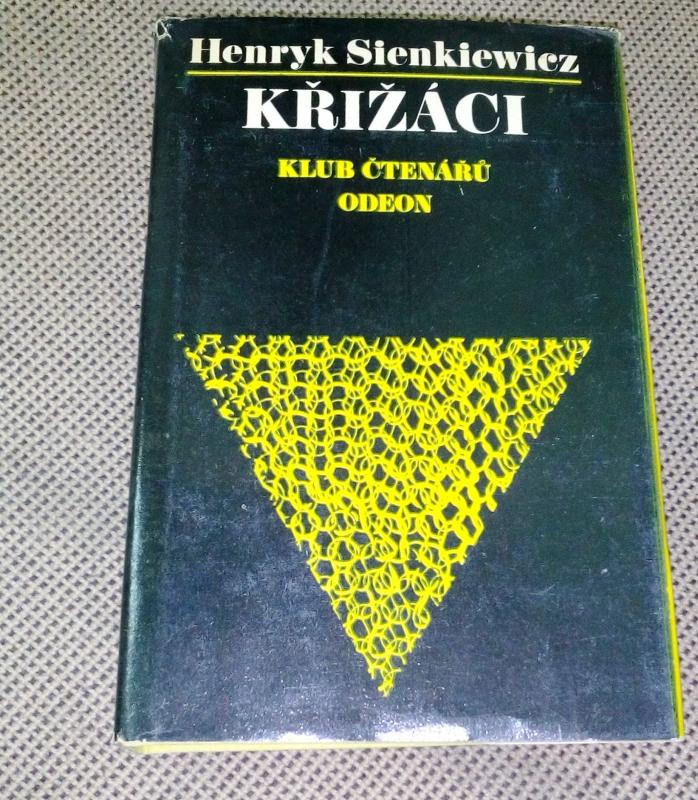 Henryk Sienkiewicz
KŘIŽÁCI
KLUB ČTENÁŘŮ
ODEON